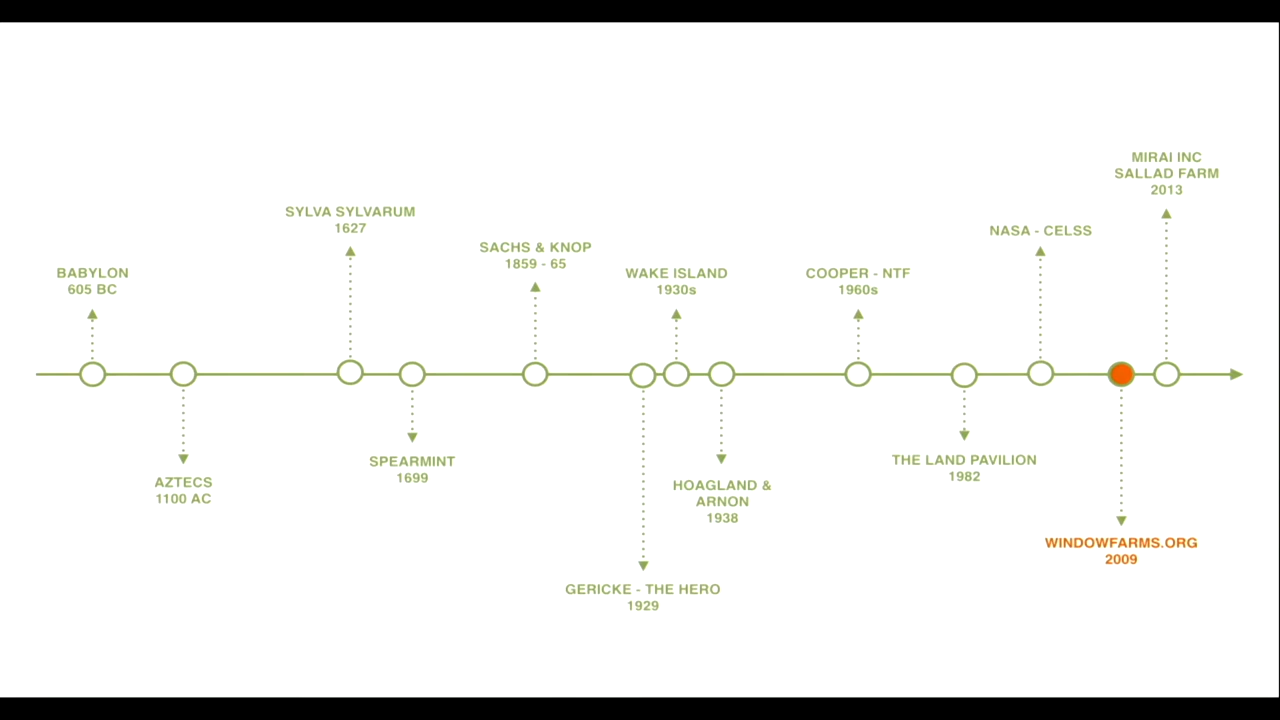 BABYLON
605 BC
AZTECS
1100 AC
SYLVA SYLVARUM
1627
SPEARMINT
1699
SACHS & KNOP
1859 - 65
GERICKE - THE HERO
1929
WAKE ISLAND
1930s
HOAGLAND &
ARNON
1938
COOPER - NTF
1960s
THE LAND PAVILION
1982
NASA - CELSS
WINDOWFARMS.ORG
2009
MIRAI INC
SALLAD FARM
2013